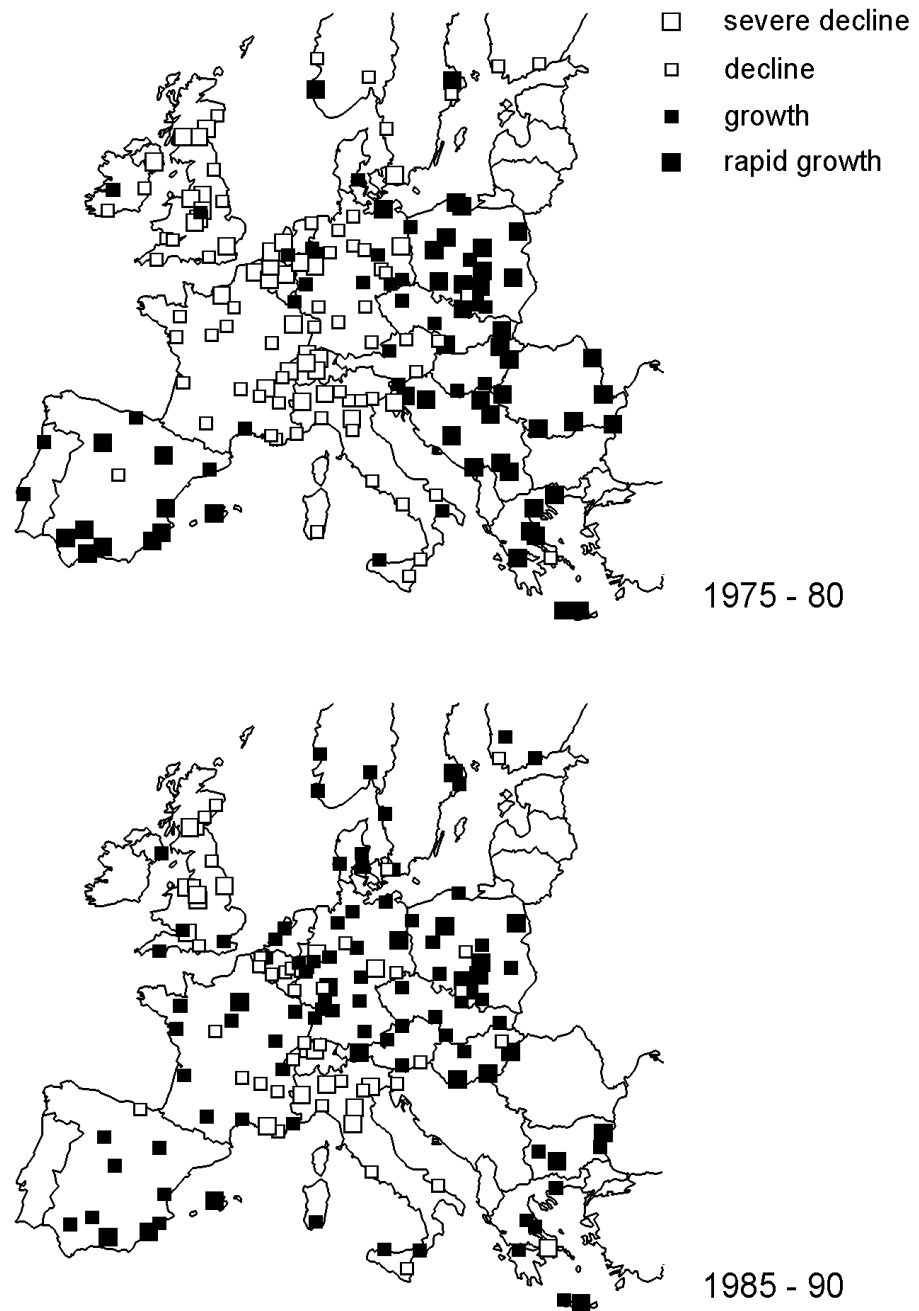 severe decline
decline
growth
rapid growth
1975 - 80
1985 - 90